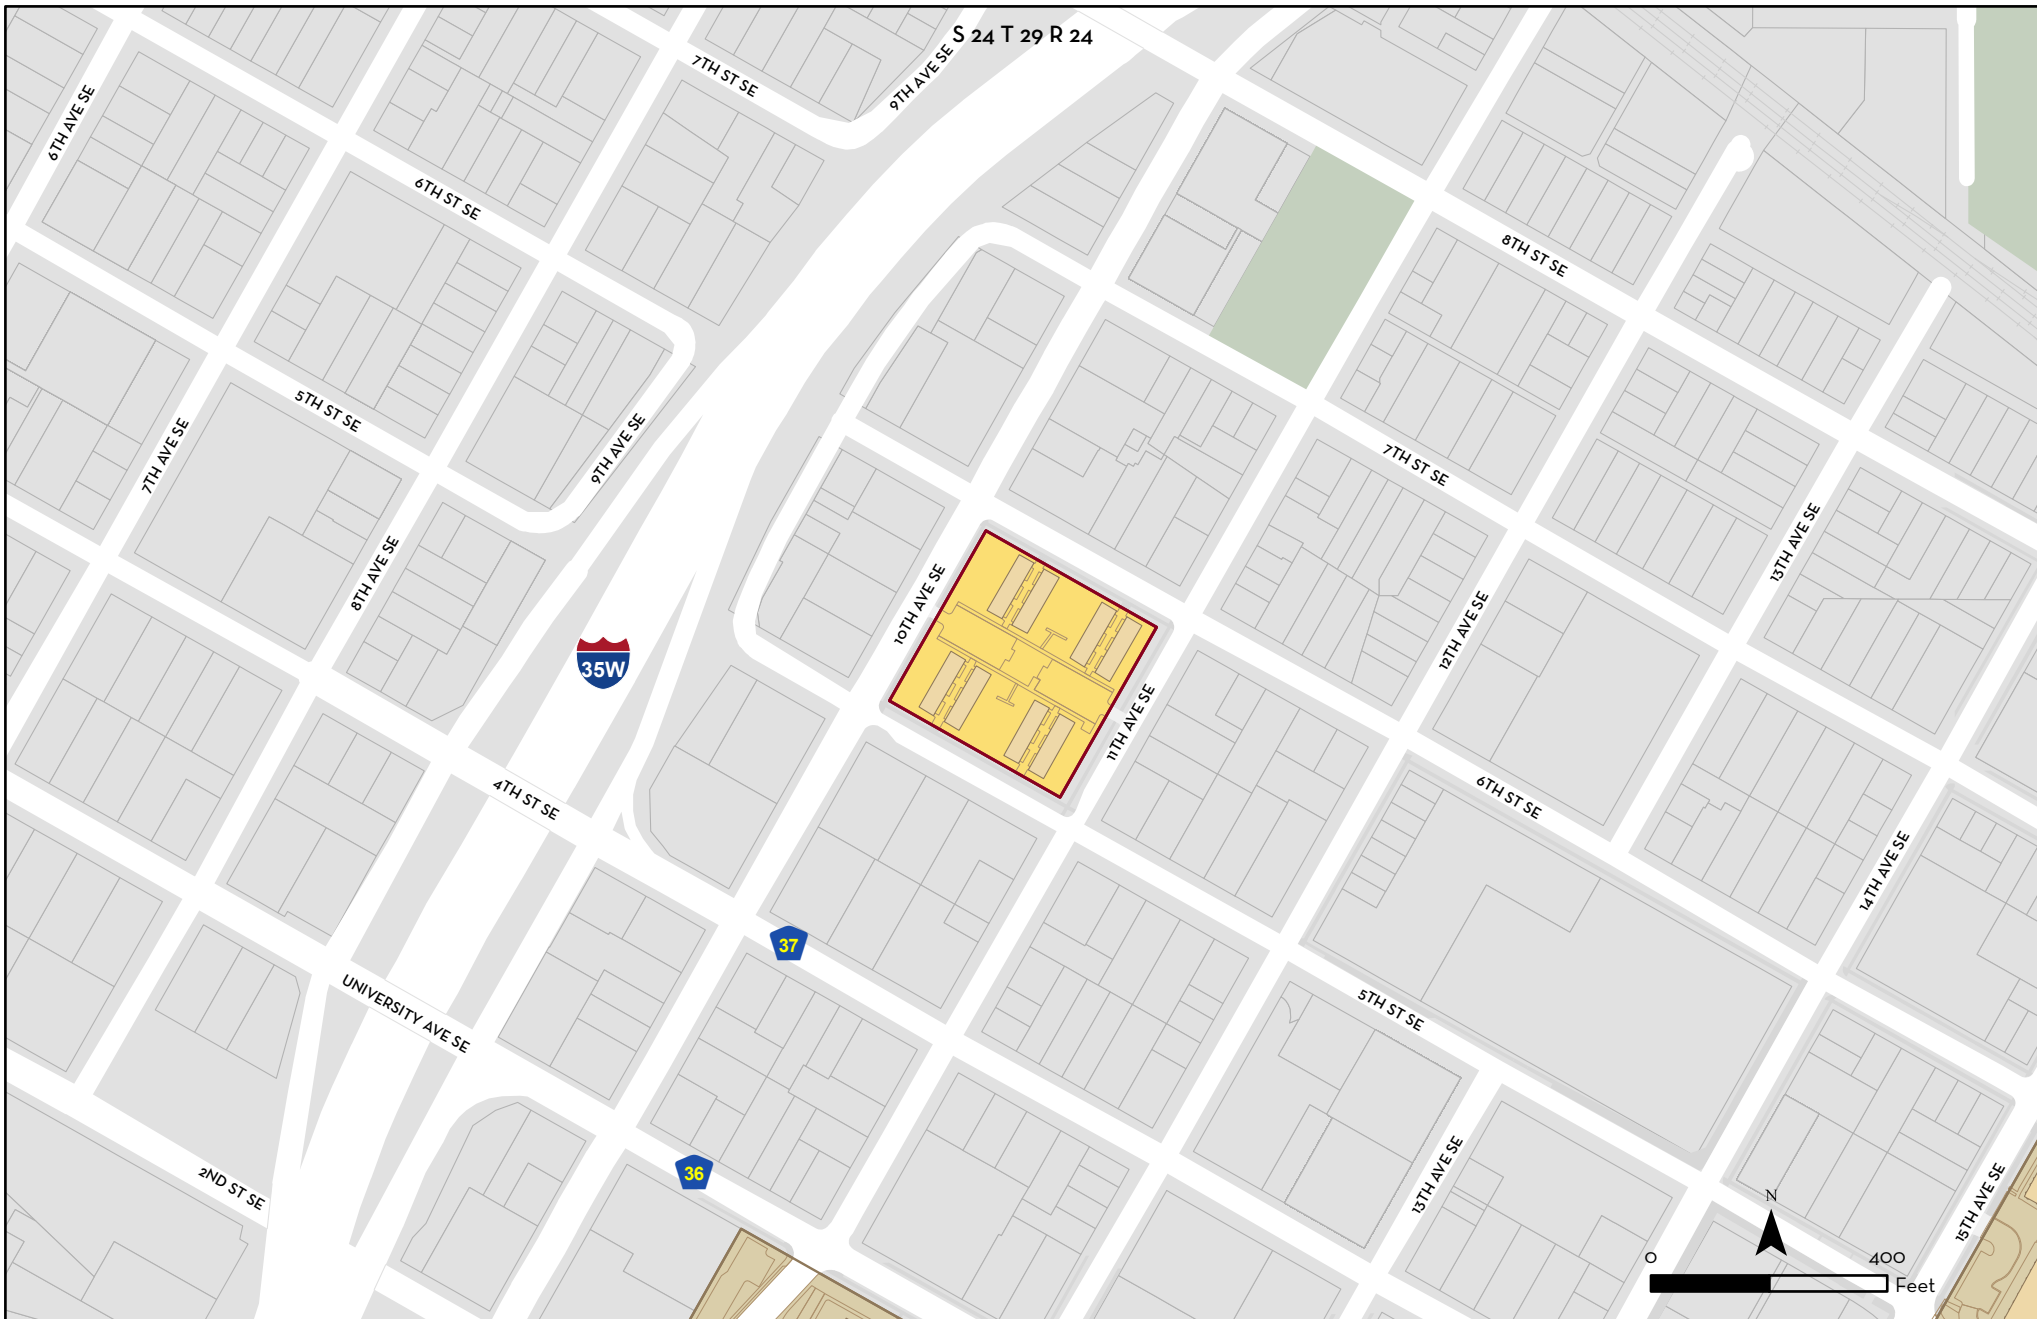 S 24 T 29 R 24
7TH ST SE
9TH AVE SE
6TH AVE SE
6TH ST SE
8TH ST SE
5TH ST SE
9TH AVE SE
7TH AVE SE
7TH ST SE
8TH AVE SE
13TH AVE SE
10TH AVE SE
12TH AVE SE
35W
11TH AVE SE
4TH ST SE
6TH ST SE
14TH AVE SE
37
UNIVERSITY AVE SE
5TH ST SE
36
2ND ST SE
13TH AVE SE
15TH AVE SE
N
0 400
Feet